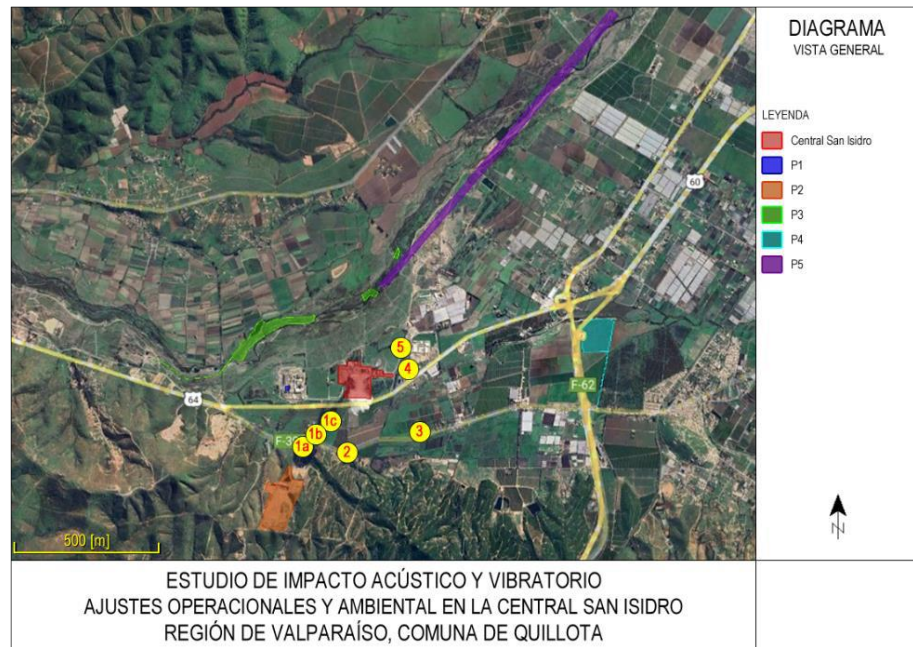 DIAGRAMA
VISTA GENERAL
LEYENDA
Central San Isidro
P1
P2
P3
P4
P5
60
64
F-62
F-3
5
4
1c
1b
1a
2
3
500 [m]
N
ESTUDIO DE IMPACTO ACÚSTICO Y VIBRATORIO
AJUSTES OPERACIONALES Y AMBIENTAL EN LA CENTRAL SAN ISIDRO
REGIÓN DE VALPARAÍSO, COMUNA DE QUILLOTA